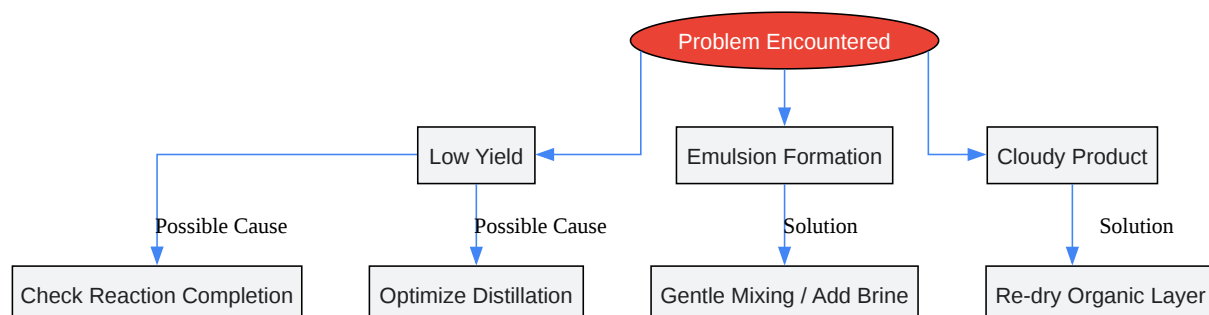 Problem Encountered
Low Yield
Emulsion Formation
Cloudy Product
Possible Cause
Possible Cause
Solution
Solution
Check Reaction Completion
Optimize Distillation
Gentle Mixing / Add Brine
Re-dry Organic Layer